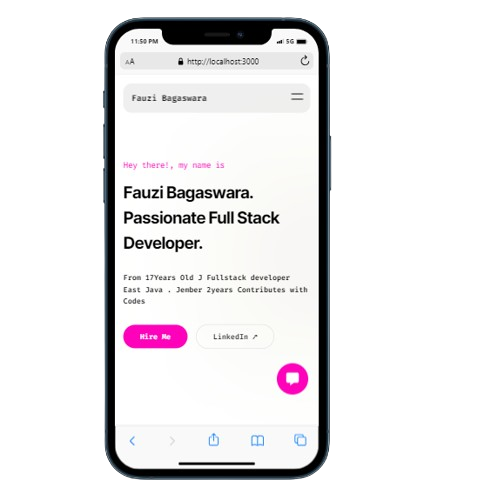 11:50 PM
5G
AA
http://localhost:3000
Fauzi Bagaswara
Hey there!, my name is
Fauzi Bagaswara.
Passionate Full Stack
Developer.
From 17Years Old J Fullstack developer
East Java . Jember 2years Contributes with
Codes
Hire Me
LinkedIn ↗